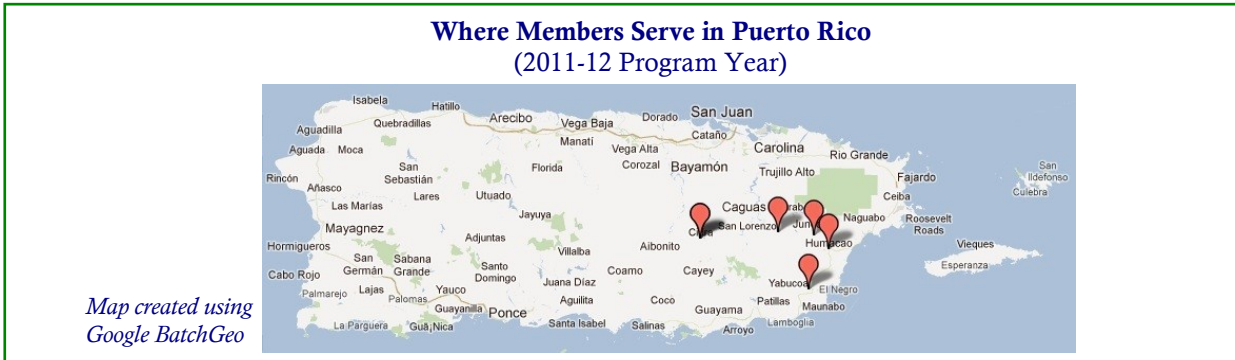 Where Members Serve in Puerto Rico
(2011-12 Program Year)
Isabela
Hatillo
Arecibo
Vega Baja
Dorado
San Juan
Aguadilla
Quebradillas
Manatí
Cataño
Aguada
Moca
Vega Alta
Carolina
Rio Grande
San
Sebastián
Florida
Corozal
Bayamón
Trujillo Alto
San
Ildefonso
Culebra
Rincón
Añasco
Lares
Utuado
Fajardo
Ceiba
Las Marías
Jayuya
Caguas
Naguabo
Roosevelt
Roads
Mayagnez
San Lorenzo
Hormigueros
Adjuntas
Villalba
Aibonito
Humacao
Vieques
San
Germán
Sabana
Grande
Santo
Domingo
Coamo
Cayey
Esperanza
Cabo Rojo
Juana Díaz
Yabucoa
El Negro
Palmarejo
Lajas
Palomas
Yauco
Aguilita
Coco
Patillas
Maunabo
Guayanilla
Ponce
Guayama
La Parguera
Guã¡Nica
Santa Isabel
Salinas
Arroyo
Lamboglia
Map created using
Google BatchGeo